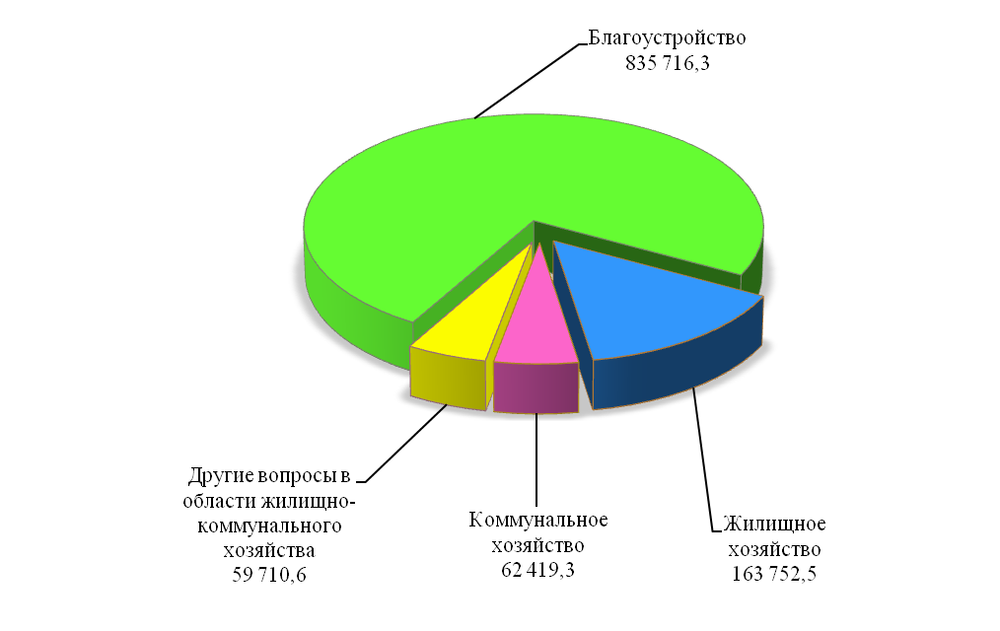 Благоустройство
835 716,3
Другие вопросы в
области жилищно-
коммунального
хозяйства
59 710,6
Коммунальное
хозяйство
62 419,3
Жилищное
хозяйство
163 752,5